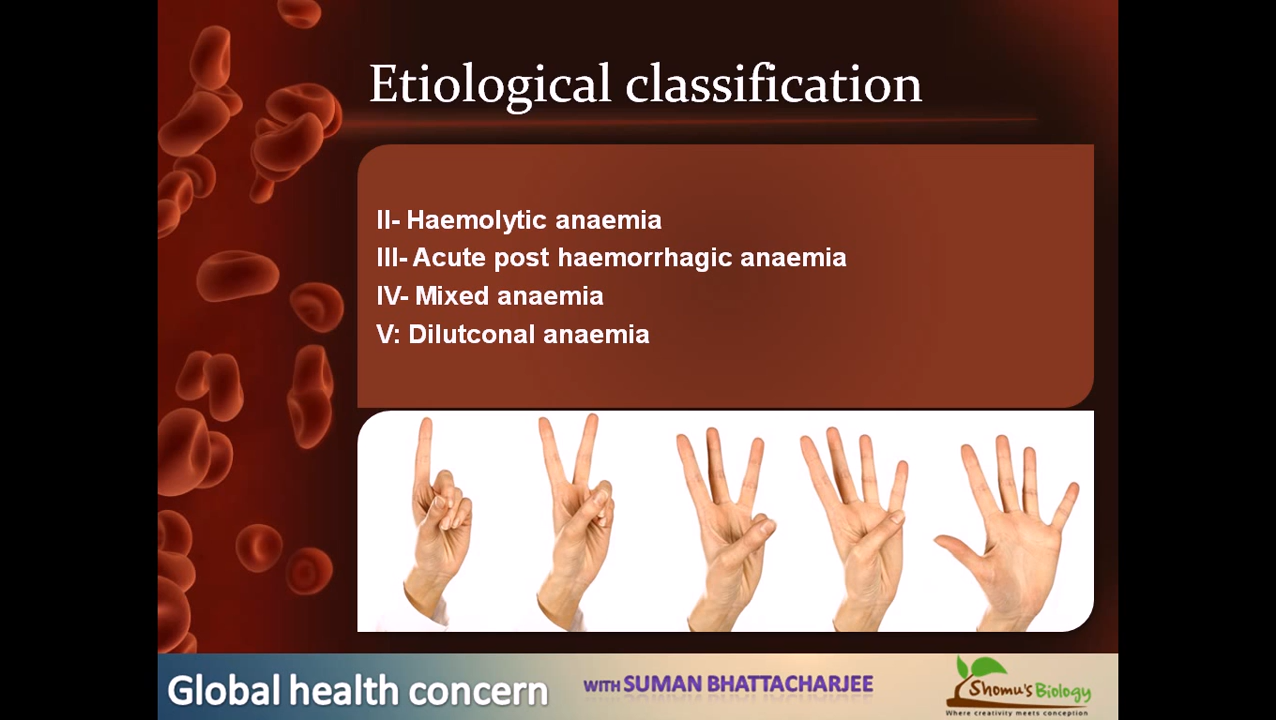 Etiological classification
II- Haemolytic anaemia
III- Acute post haemorrhagic anaemia
IV- Mixed anaemia
V: Dilutconal anaemia
Global health concern
WITH SUMAN BHATTACHARJEE
Shomu's Biology
Where creativity meets conception